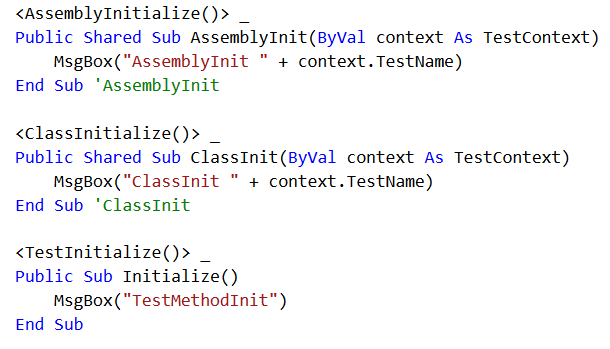 <AssemblyInitialize()> _
Public Shared Sub AssemblyInit(ByVal context As TestContext)
    MsgBox("AssemblyInit " + context.TestName)
End Sub 'AssemblyInit

<ClassInitialize()> _
Public Shared Sub ClassInit(ByVal context As TestContext)
    MsgBox("ClassInit " + context.TestName)
End Sub 'ClassInit

<TestInitialize()> _
Public Sub Initialize()
    MsgBox("TestMethodInit")
End Sub